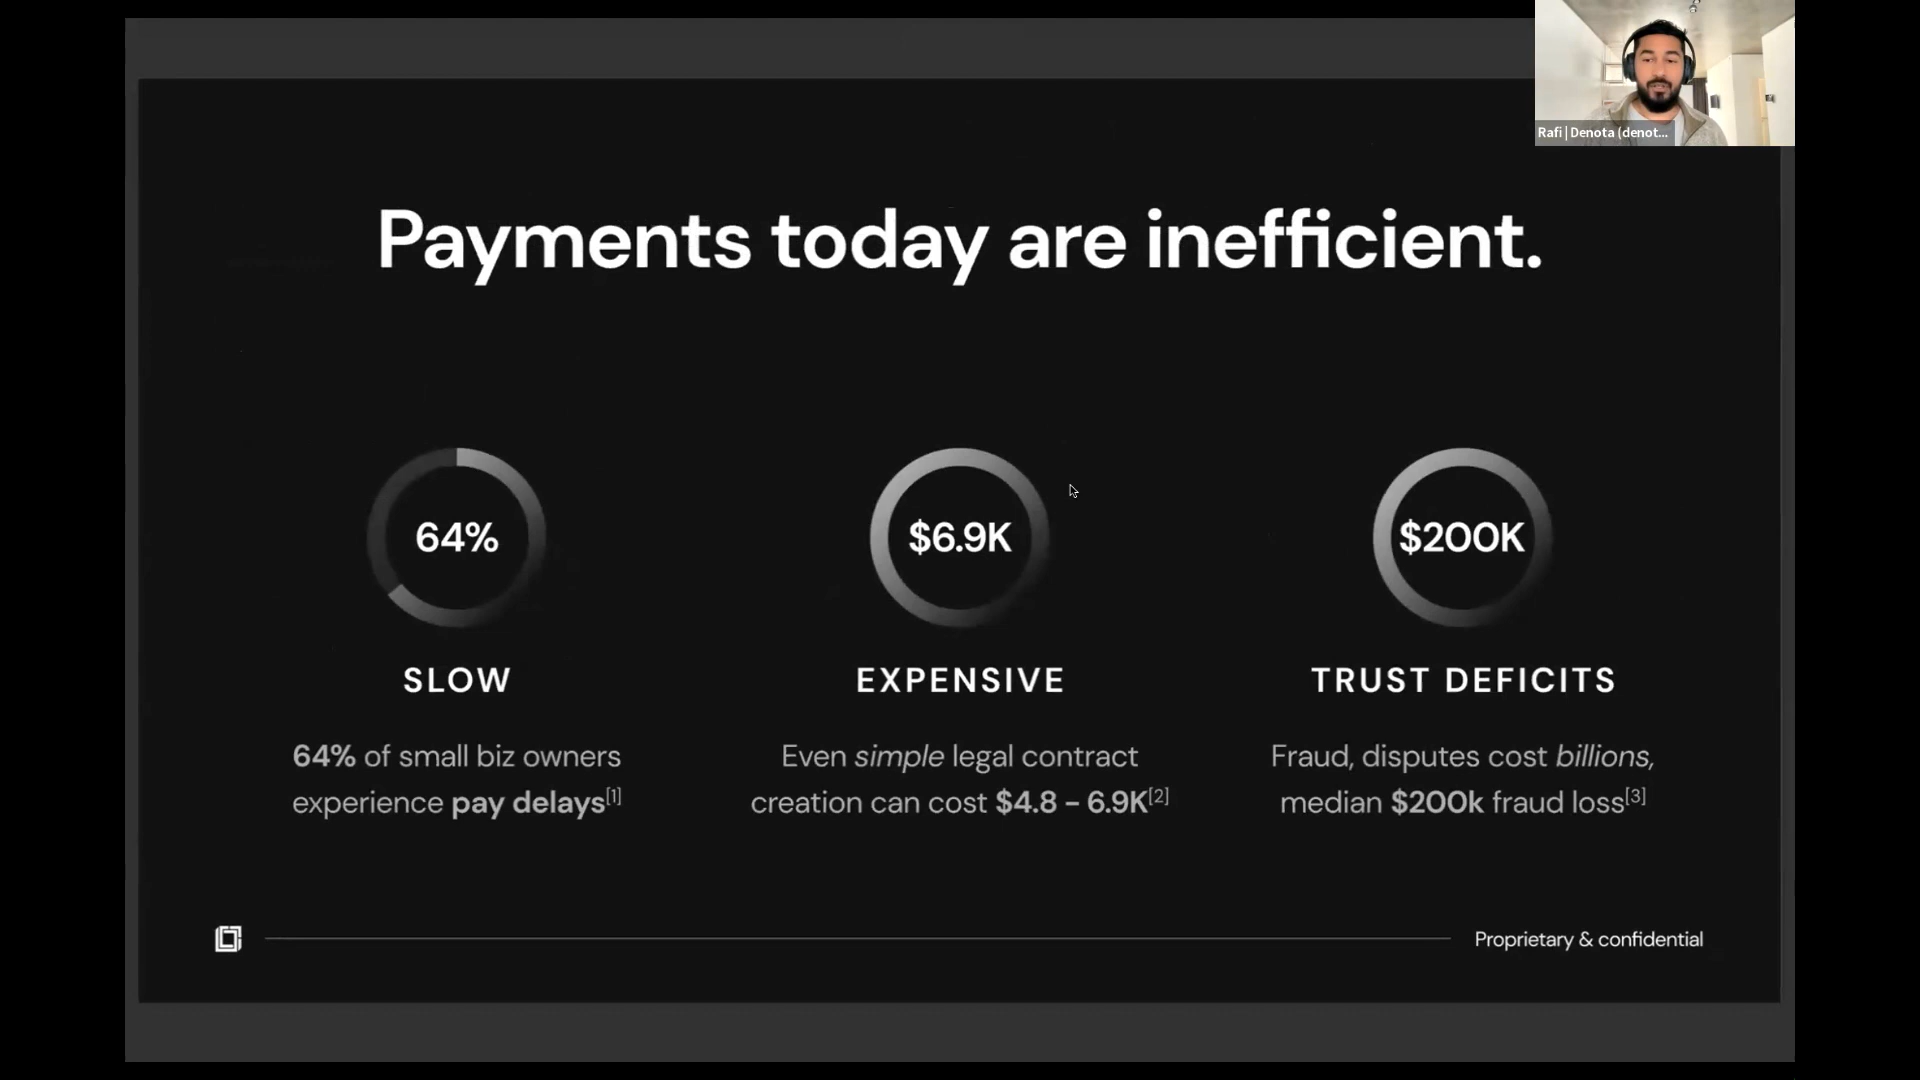 Rafi | Denota (denot...
Payments today are inefficient.
64%
SLOW
64% of small biz owners
experience pay delays[1]
$6.9K
EXPENSIVE
Even simple legal contract
creation can cost $4.8 – 6.9K[2]
$200K
TRUST DEFICITS
Fraud, disputes cost billions,
median $200k fraud loss[3]
Proprietary & confidential